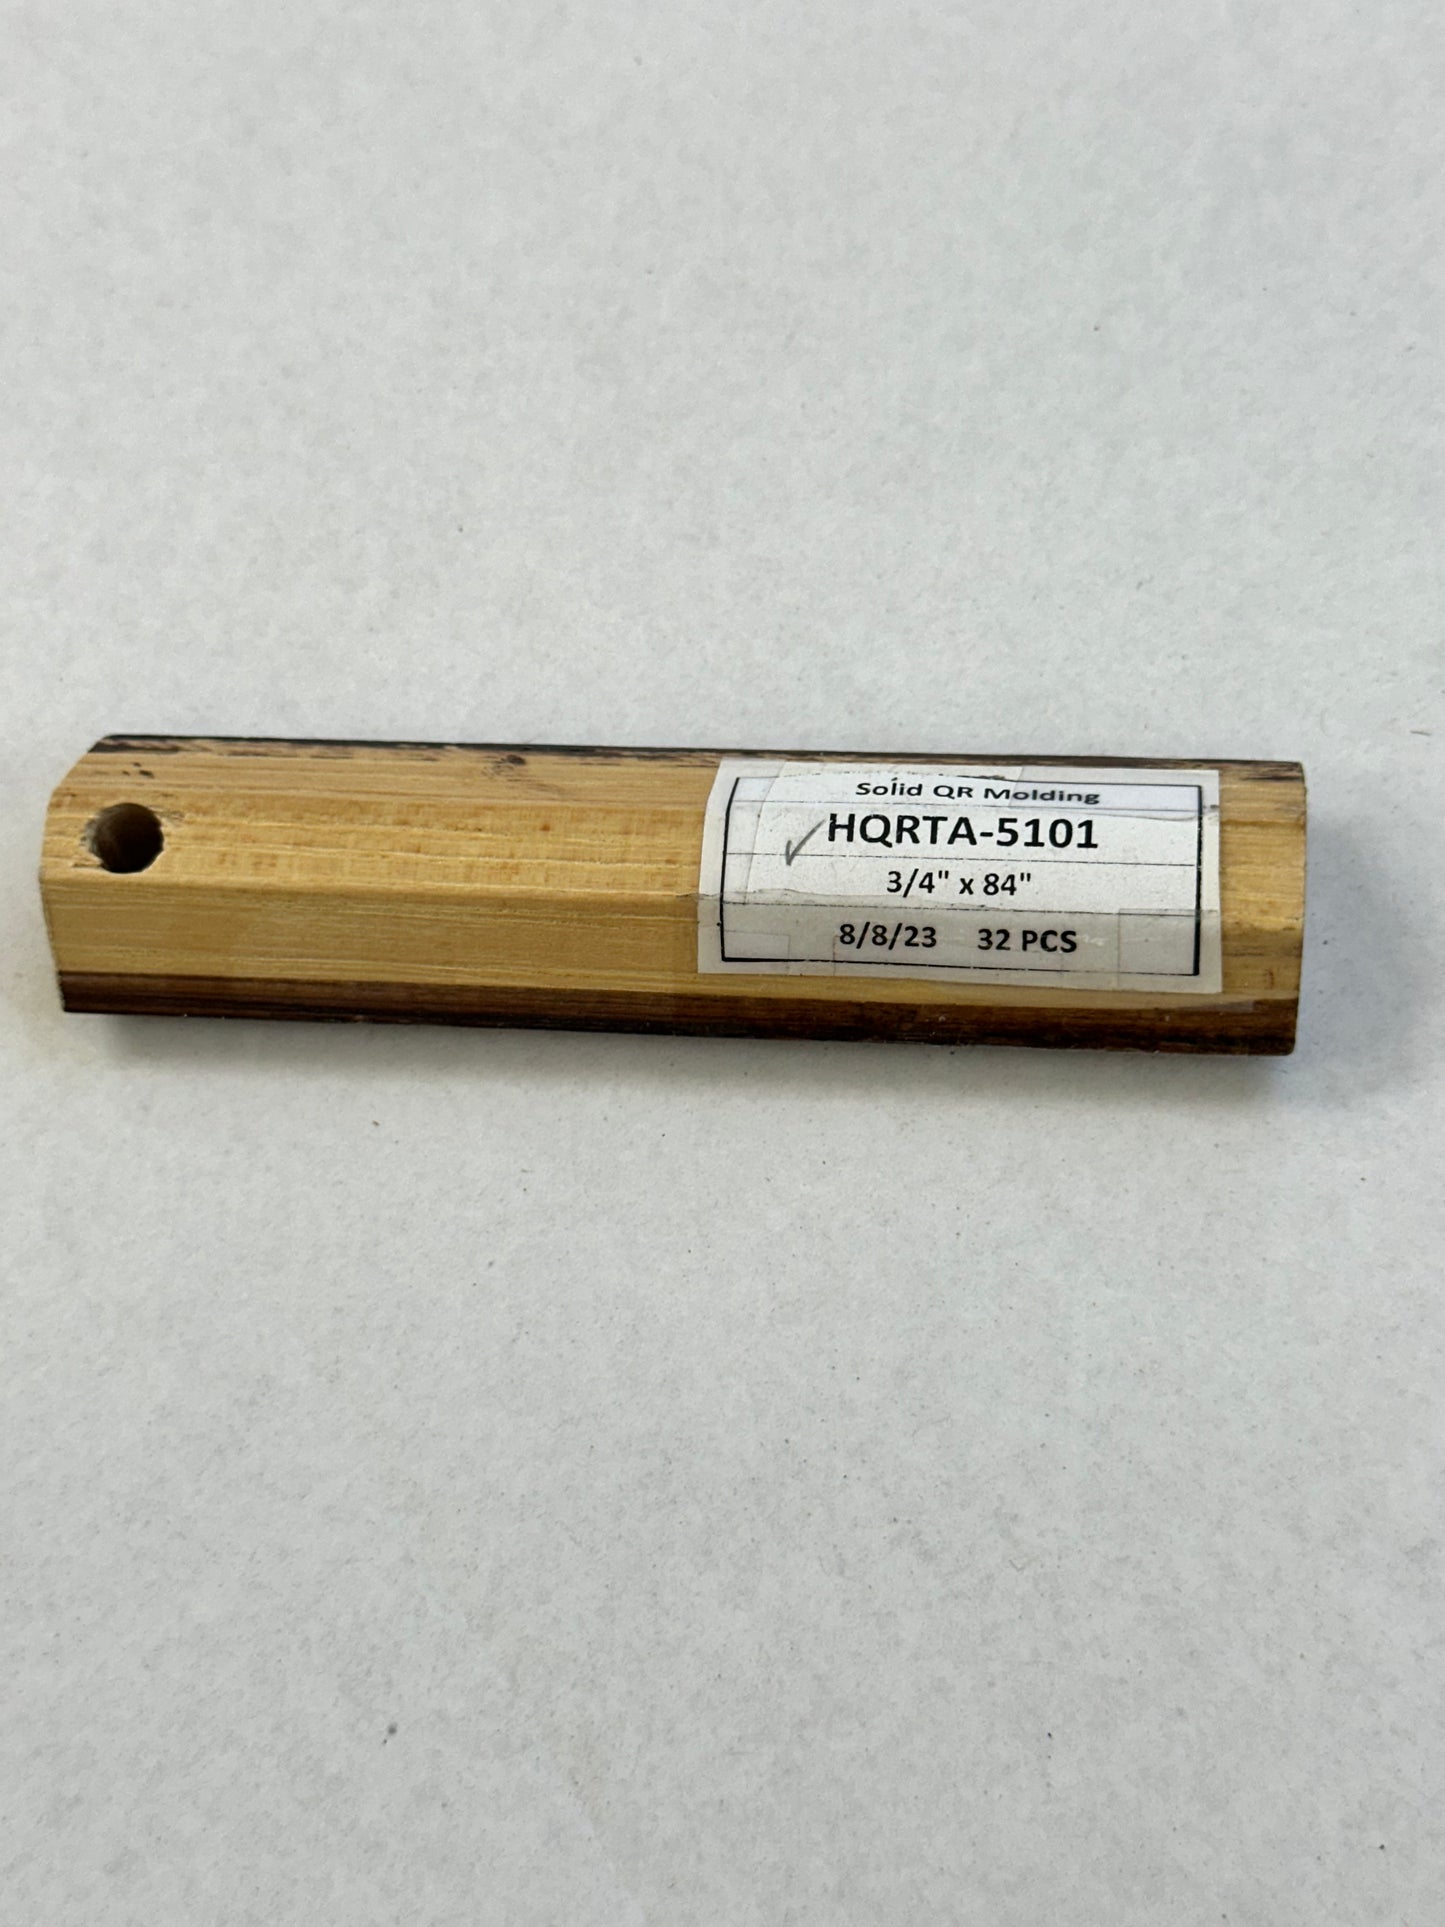 Solid QR Molding
HQRTA-5101
3/4" x 84"
8/8/23 32 PCS